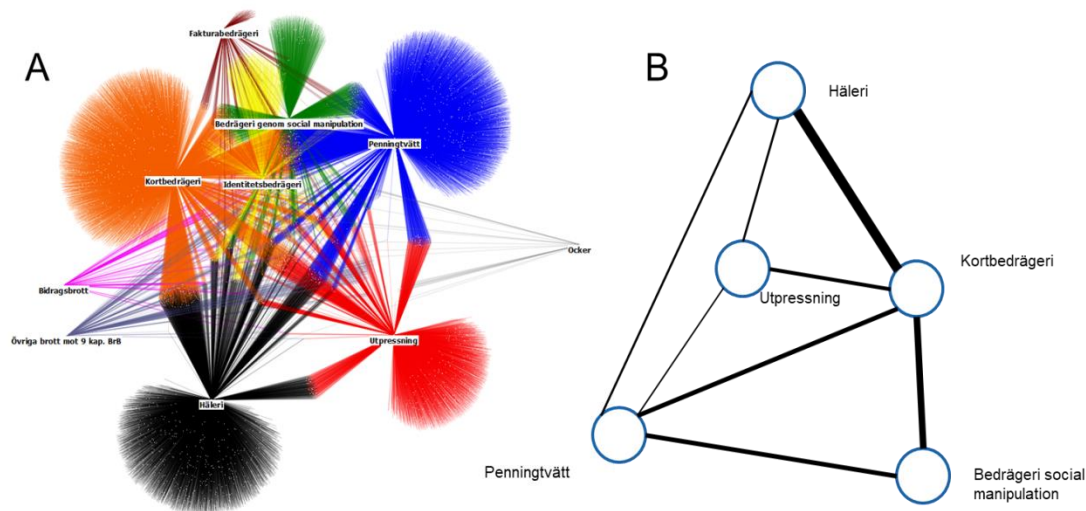 A
Fakturabedrägeri
Bedrägeri genom social manipulation
Penningtvätt
Kortbedrägeri
Identitetsbedrägeri
Ocker
Bidragsbrott
Övriga brott mot 9 kap. BrB
Utpressning
Häleri
B
Häleri
Kortbedrägeri
Utpressning
Penningtvätt
Bedrägeri social
manipulation